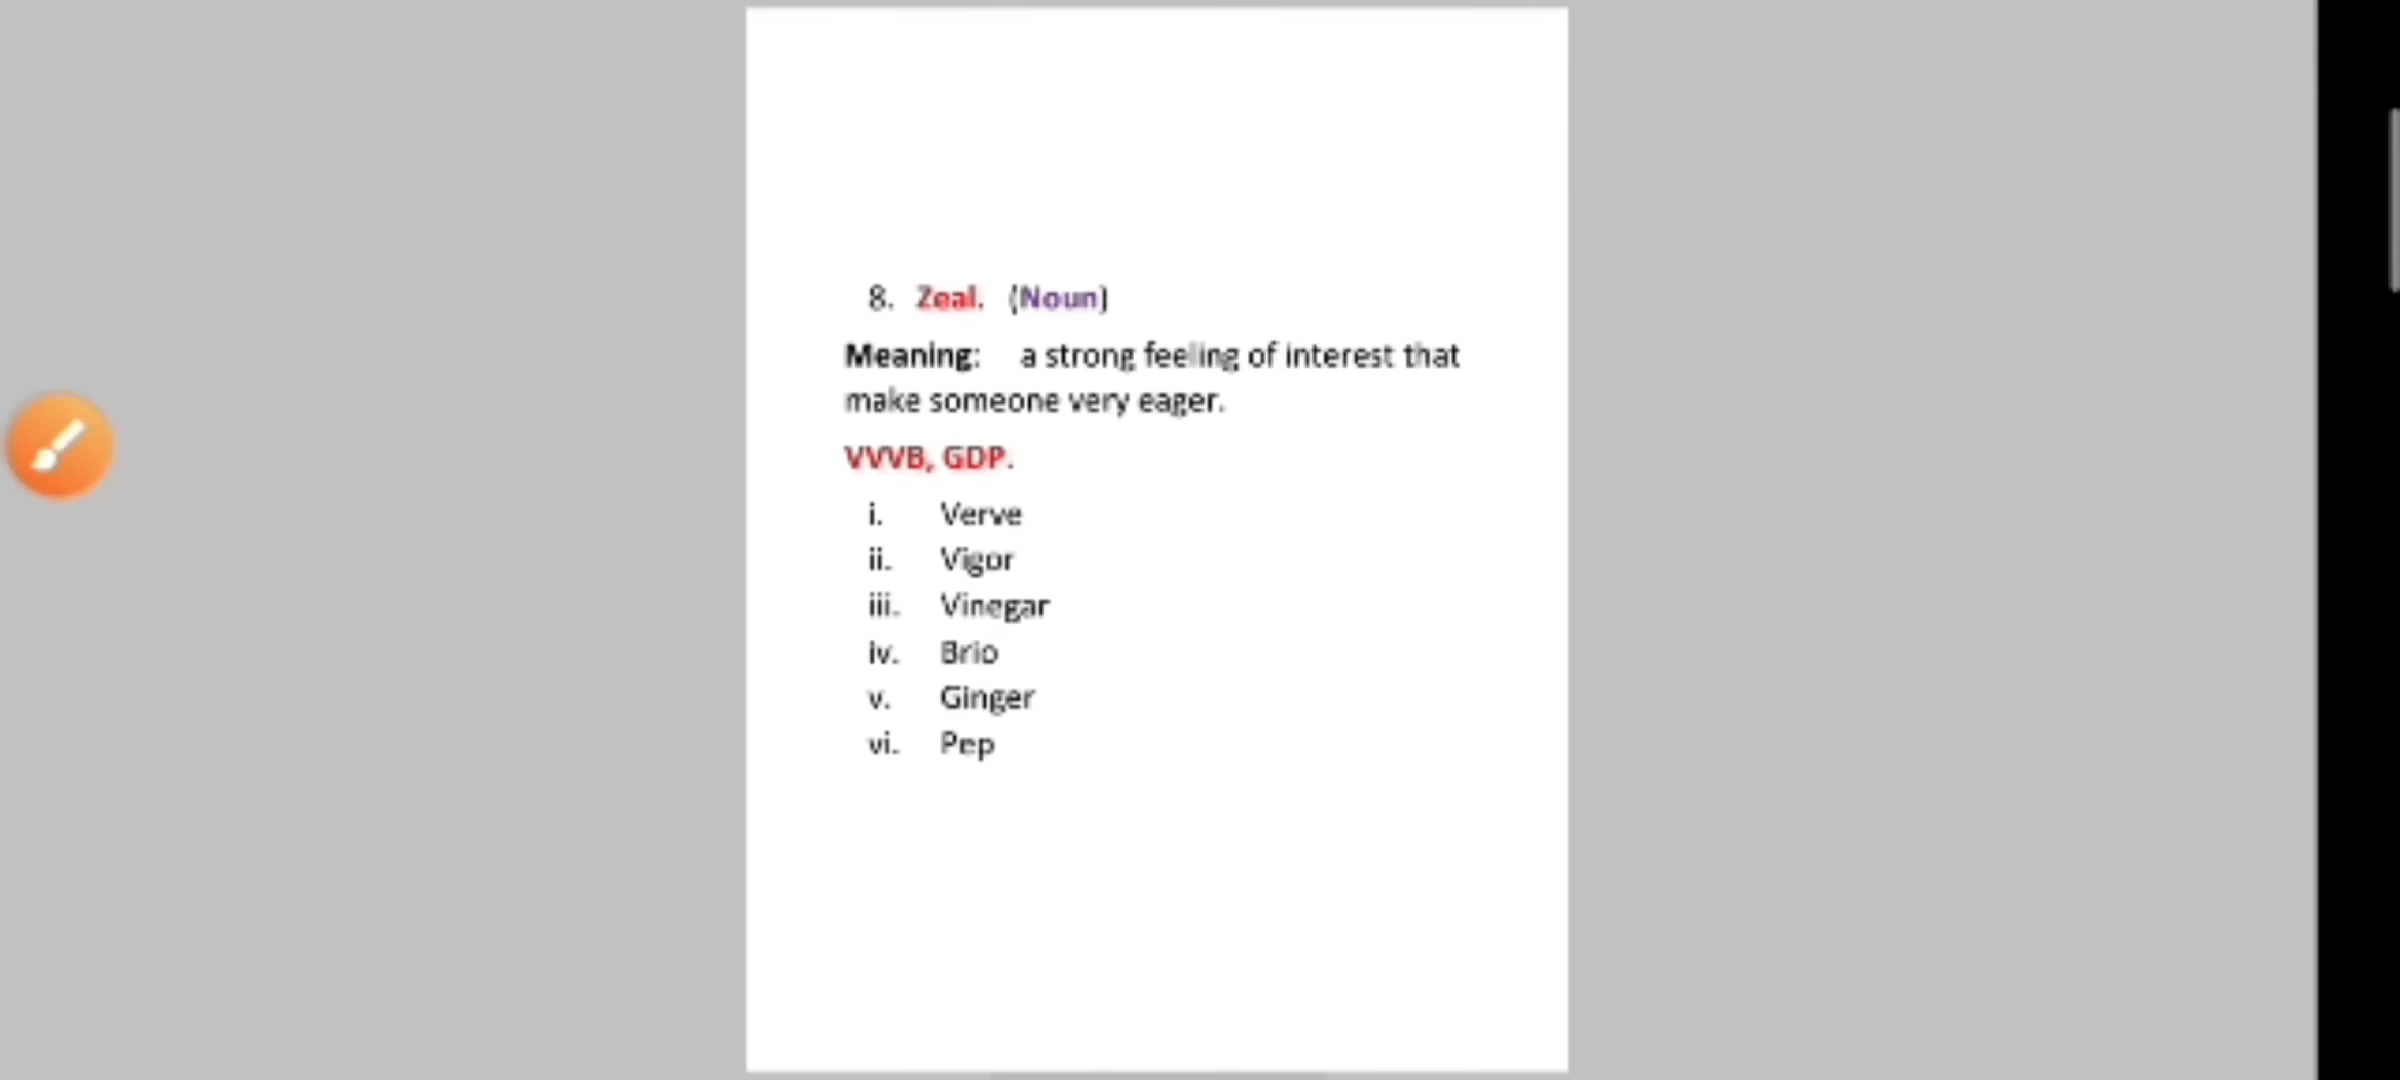 8. Zeal. (Noun)
Meaning: a strong feeling of interest that
make someone very eager.
VVVB, GDP.
i. Verve
ii. Vigor
iii. Vinegar
iv. Brio
v. Ginger
vi. Pep